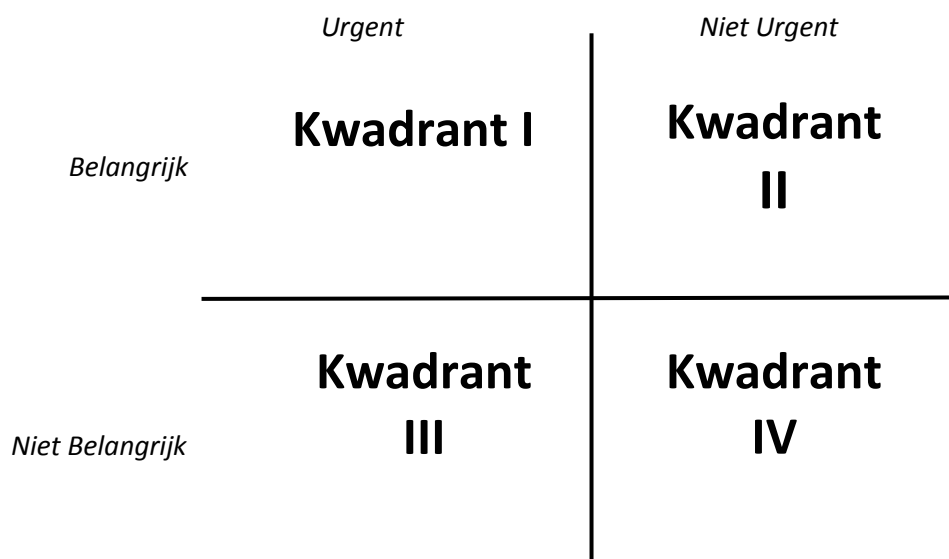 Urgent
Niet Urgent
Kwadrant I
Kwadrant
II
Belangrijk
Kwadrant
III
Kwadrant
IV
Niet Belangrijk